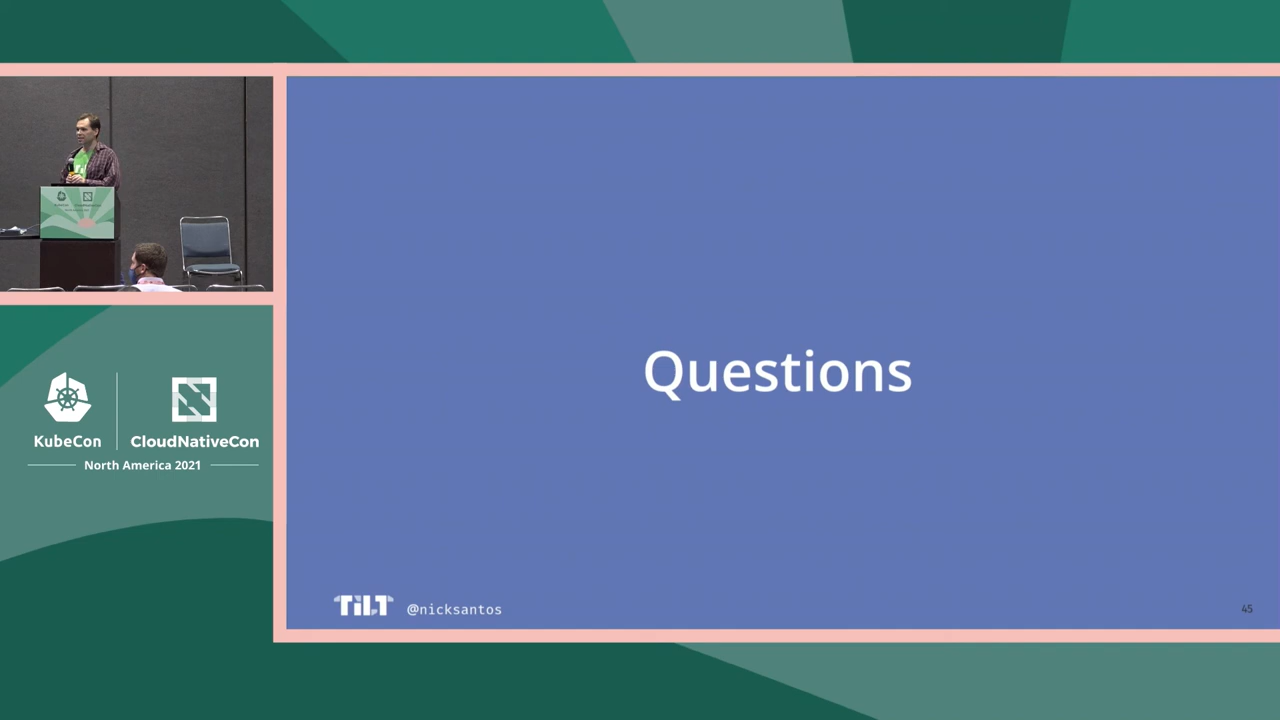 Questions
TILT @nicksantos
45
KubeCon
CloudNativeCon
North America 2021